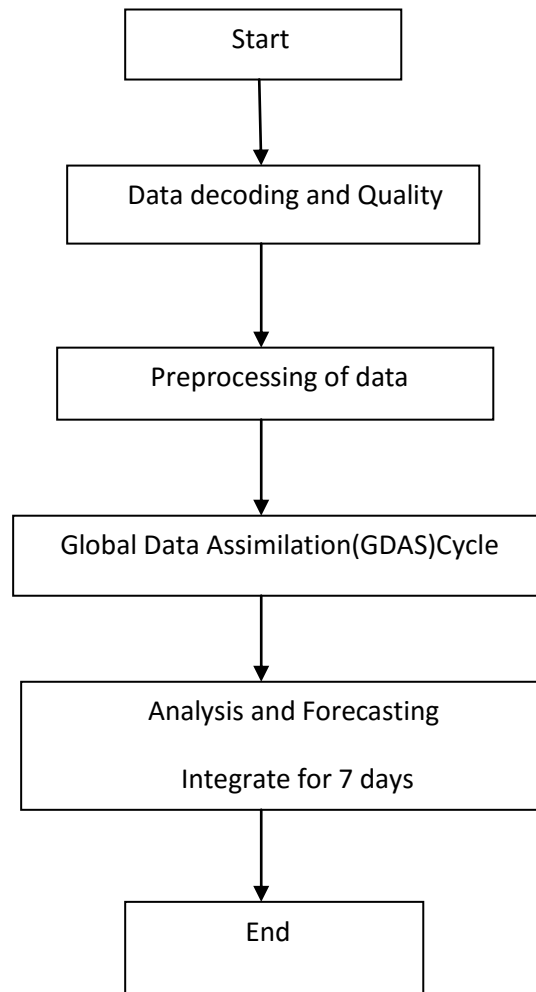 Start
Data decoding and Quality
Preprocessing of data
Global Data Assimilation(GDAS)Cycle
Analysis and Forecasting
Integrate for 7 days
End